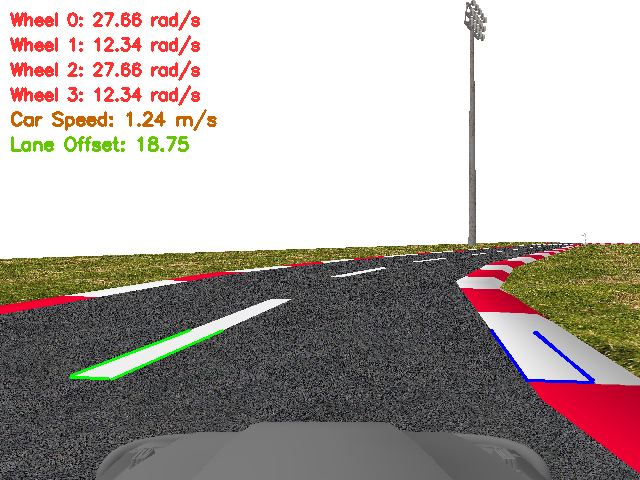 Wheel 0: 27.66 rad/s
Wheel 1: 12.34 rad/s
Wheel 2: 27.66 rad/s
Wheel 3: 12.34 rad/s
Car Speed: 1.24 m/s
Lane Offset: 18.75